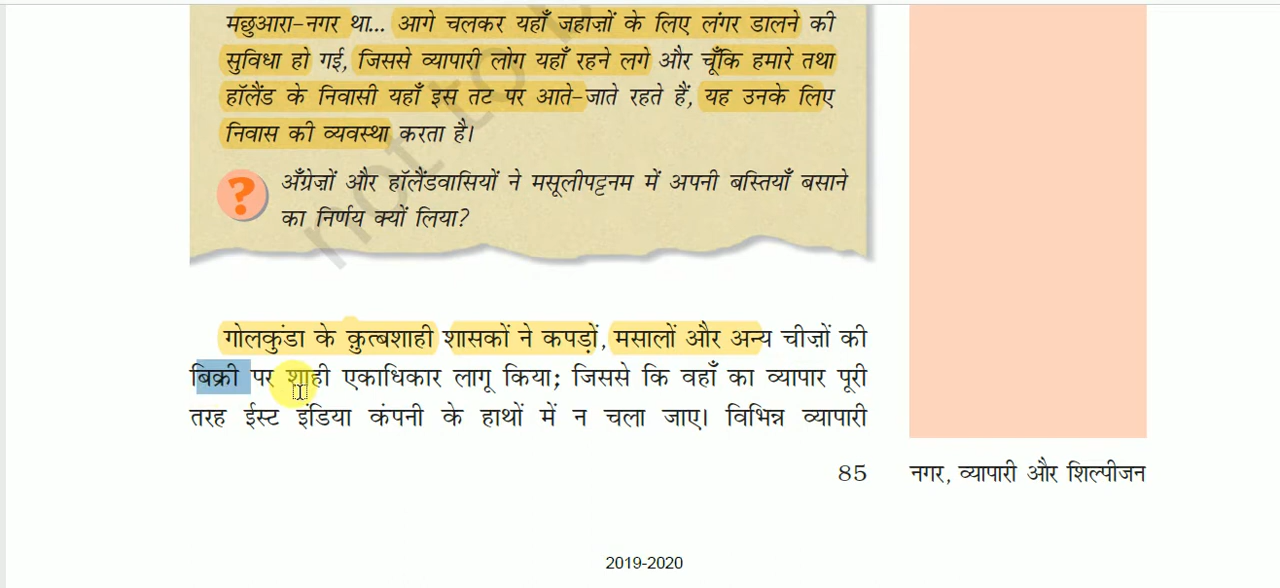 मछुआरा-नगर था... आगे चलकर यहाँ जहाज़ों के लिए लंगर डालने की
सुविधा हो गई, जिससे व्यापारी लोग यहाँ रहने लगे और चूँकि हमारे तथा
हॉलैंड के निवासी यहाँ इस तट पर आते-जाते रहते हैं, यह उनके लिए
निवास की व्यवस्था करता है।
? अँग्रेज़ों और हॉलैंडवासियों ने मसूलीपट्टनम में अपनी बस्तियाँ बसाने
का निर्णय क्यों लिया?
not to
गोलकुंडा के क़ुत्बशाही शासकों ने कपड़ों, मसालों और अन्य चीज़ों की
बिक्री पर शाही एकाधिकार लागू किया; जिससे कि वहाँ का व्यापार पूरी
तरह ईस्ट इंडिया कंपनी के हाथों में न चला जाए। विभिन्न व्यापारी
85 नगर, व्यापारी और शिल्पीजन
2019-2020